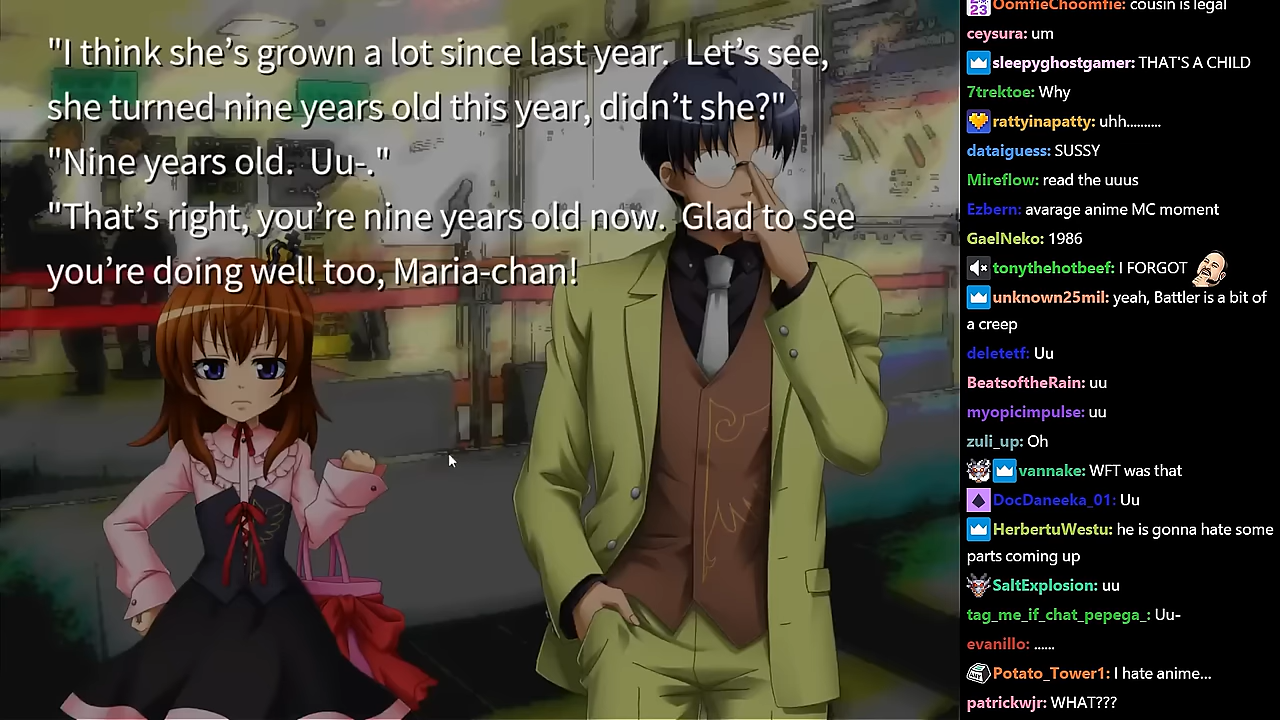 "I think she's grown a lot since last year.  Let's see,
she turned nine years old this year, didn't she?"
"Nine years old.  Uu-."
"That's right, you're nine years old now.  Glad to see
you're doing well too, Maria-chan!
23 OomfieChoomfie: cousin is legal
ceysura: um
sleepyghostgamer: THAT'S A CHILD
7trektoe: Why
rattyinapatty: uhh..........
dataiguess: SUSSY
Mireflow: read the uuus
Ezbern: avarage anime MC moment
GaelNeko: 1986
tonythehotbeef: I FORGOT
unknown25mil: yeah, Battler is a bit of
a creep
deletetf: Uu
BeatsoftheRain: uu
myopicimpulse: uu
zuli_up: Oh
vannake: WFT was that
DocDaneeka_01: Uu
HerbertuWestu: he is gonna hate some
parts coming up
SaltExplosion: uu
tag_me_if_chat_pepega_: Uu-
evanillo: ......
Potato_Tower1: I hate anime...
patrickwjr: WHAT???